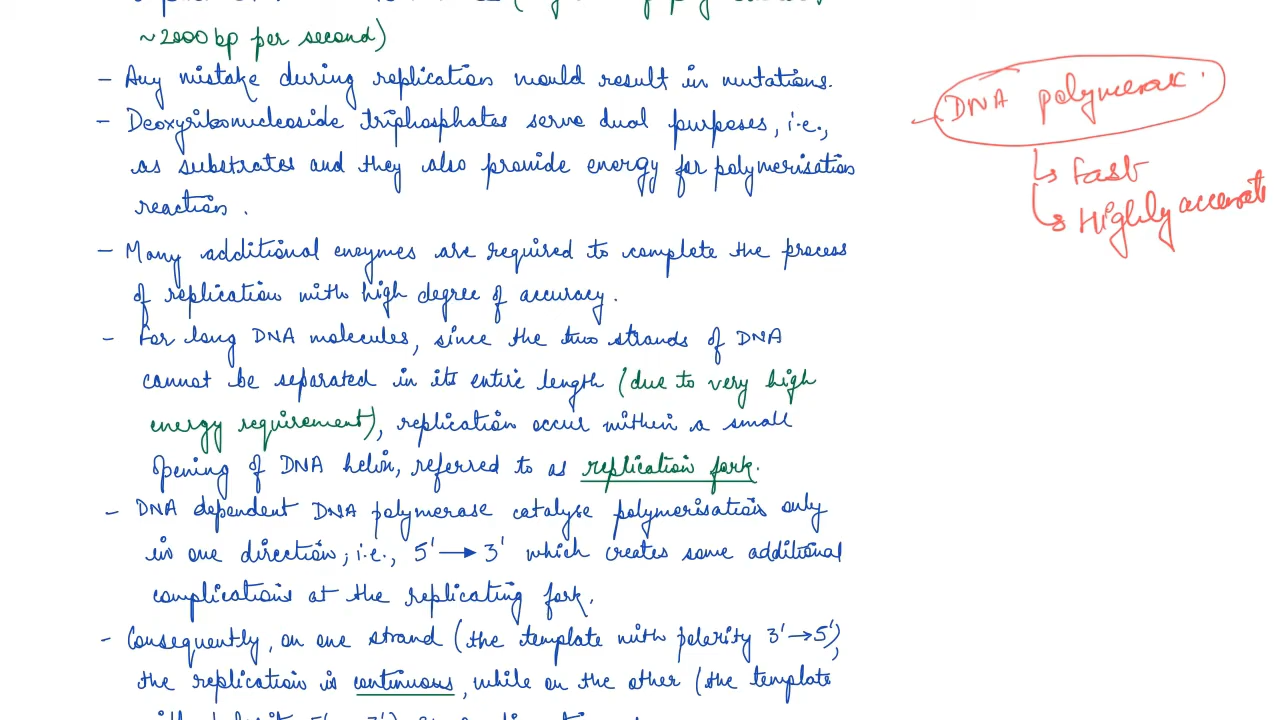 ~2000 bp per second)
- Any mistake during replication would result in mutations.
- Deoxyribonucleoside triphosphates serve dual purposes, i.e.,
as substrates and they also provide energy for polymerisation
reaction.
- Many additional enzymes are required to complete the process
of replication with high degree of accuracy.
- For long DNA molecules, since the two strands of DNA
cannot be separated in its entire length (due to very high
energy requirement), replication occur within a small
opening of DNA helix, referred to as replication fork.
- DNA dependent DNA polymerase catalyse polymerisation only
in one direction, i.e., 5' → 3' which creates some additional
complications at the replicating fork.
- Consequently, on one strand (the template with polarity 3' → 5'),
the replication is continuous, while on the other (the template
DNA polymerase
↳ Fast
↳ Highly accurate